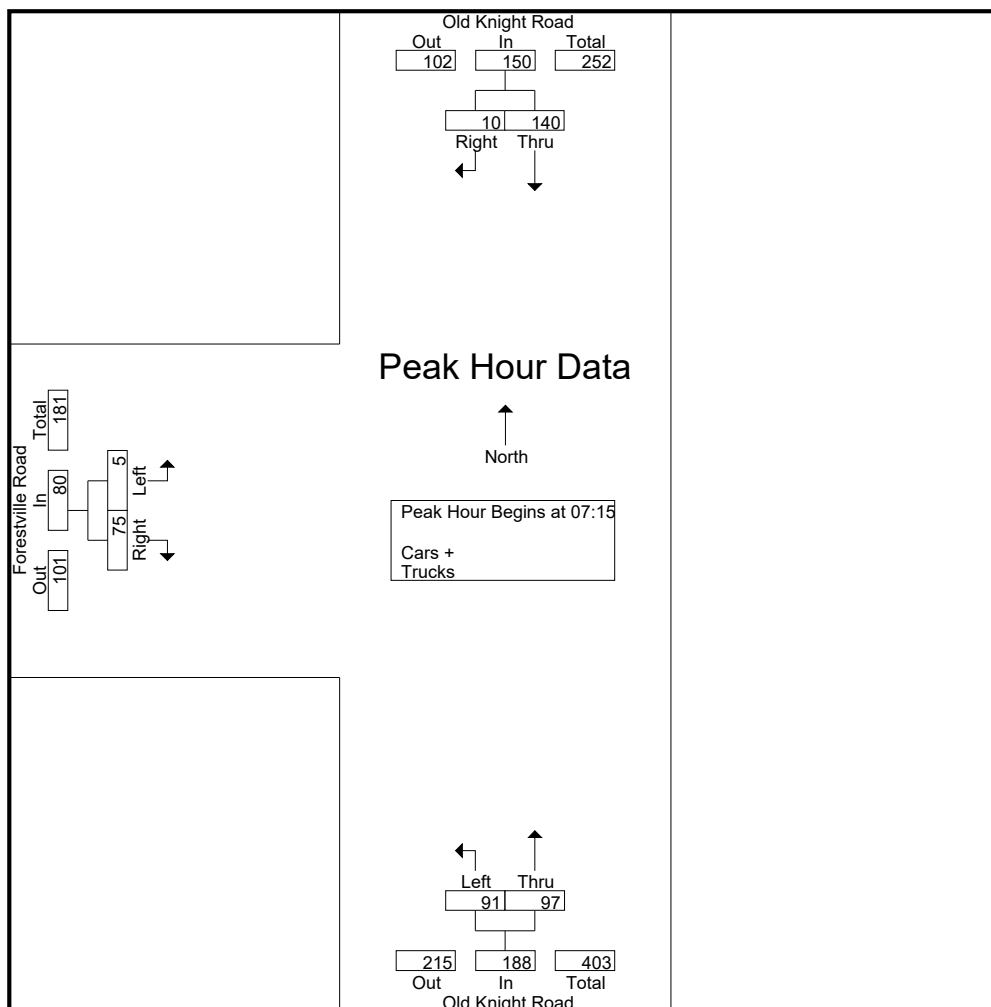 Old Knight Road
Out In Total
102 150 252
10 140
Right Thru
Peak Hour Data
North
Peak Hour Begins at 07:15
Cars +
Trucks
Forestville Road
Out In Total
101 80 181
75 5
Right Left
Left Thru
91 97
215 188 403
Out In Total
Old Knight Road